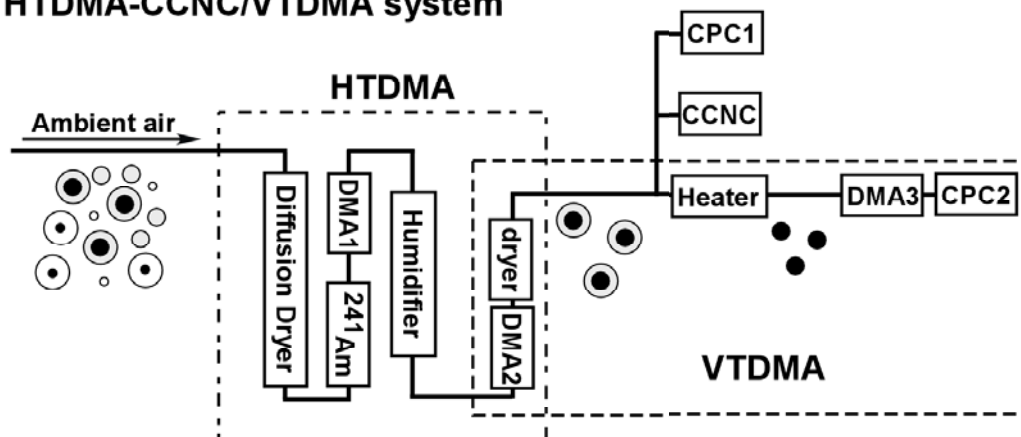 HTDMA-CCNC/VTDMA system
CPC1
HTDMA
CCNC
Ambient air
Diffusion Dryer
DMA1
241Am
Humidifier
dryer
DMA2
Heater
DMA3
CPC2
VTDMA